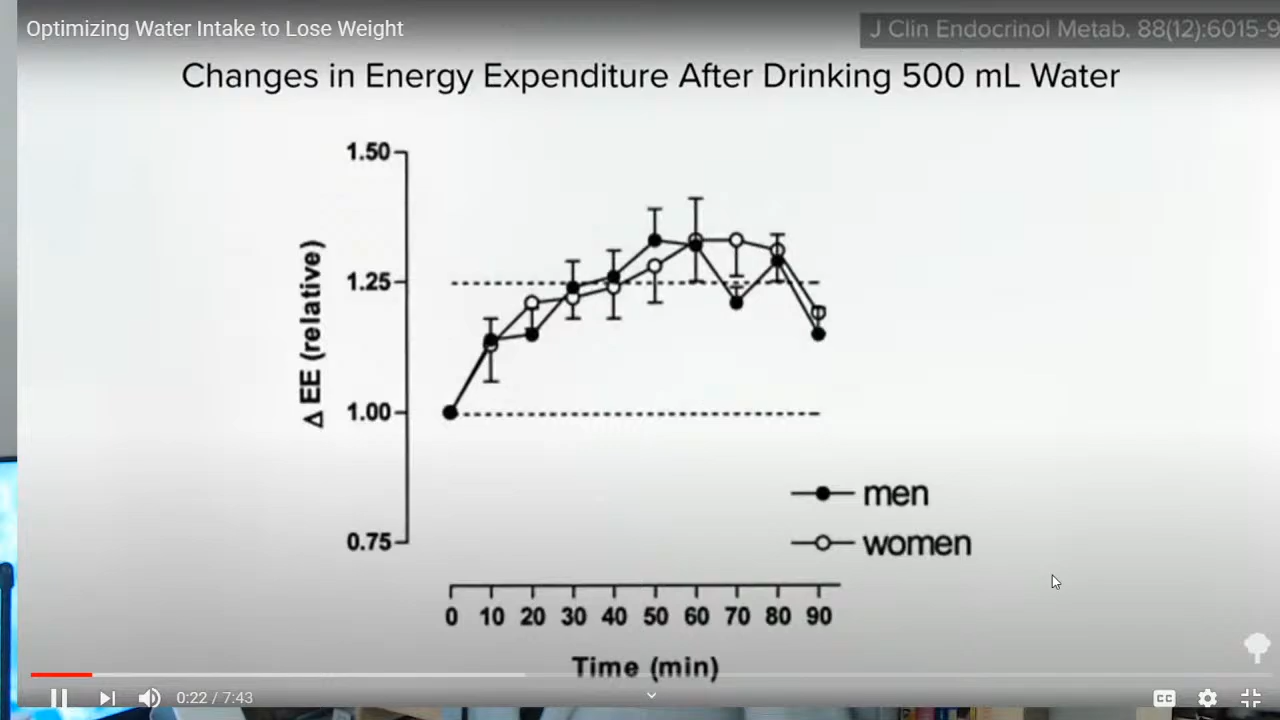 Optimizing Water Intake to Lose Weight
J Clin Endocrinol Metab. 88(12):6015-9
Changes in Energy Expenditure After Drinking 500 mL Water
1.50
1.25
1.00
0.75
Δ EE (relative)
men
women
0 10 20 30 40 50 60 70 80 90
Time (min)
0:22 / 7:43
CC